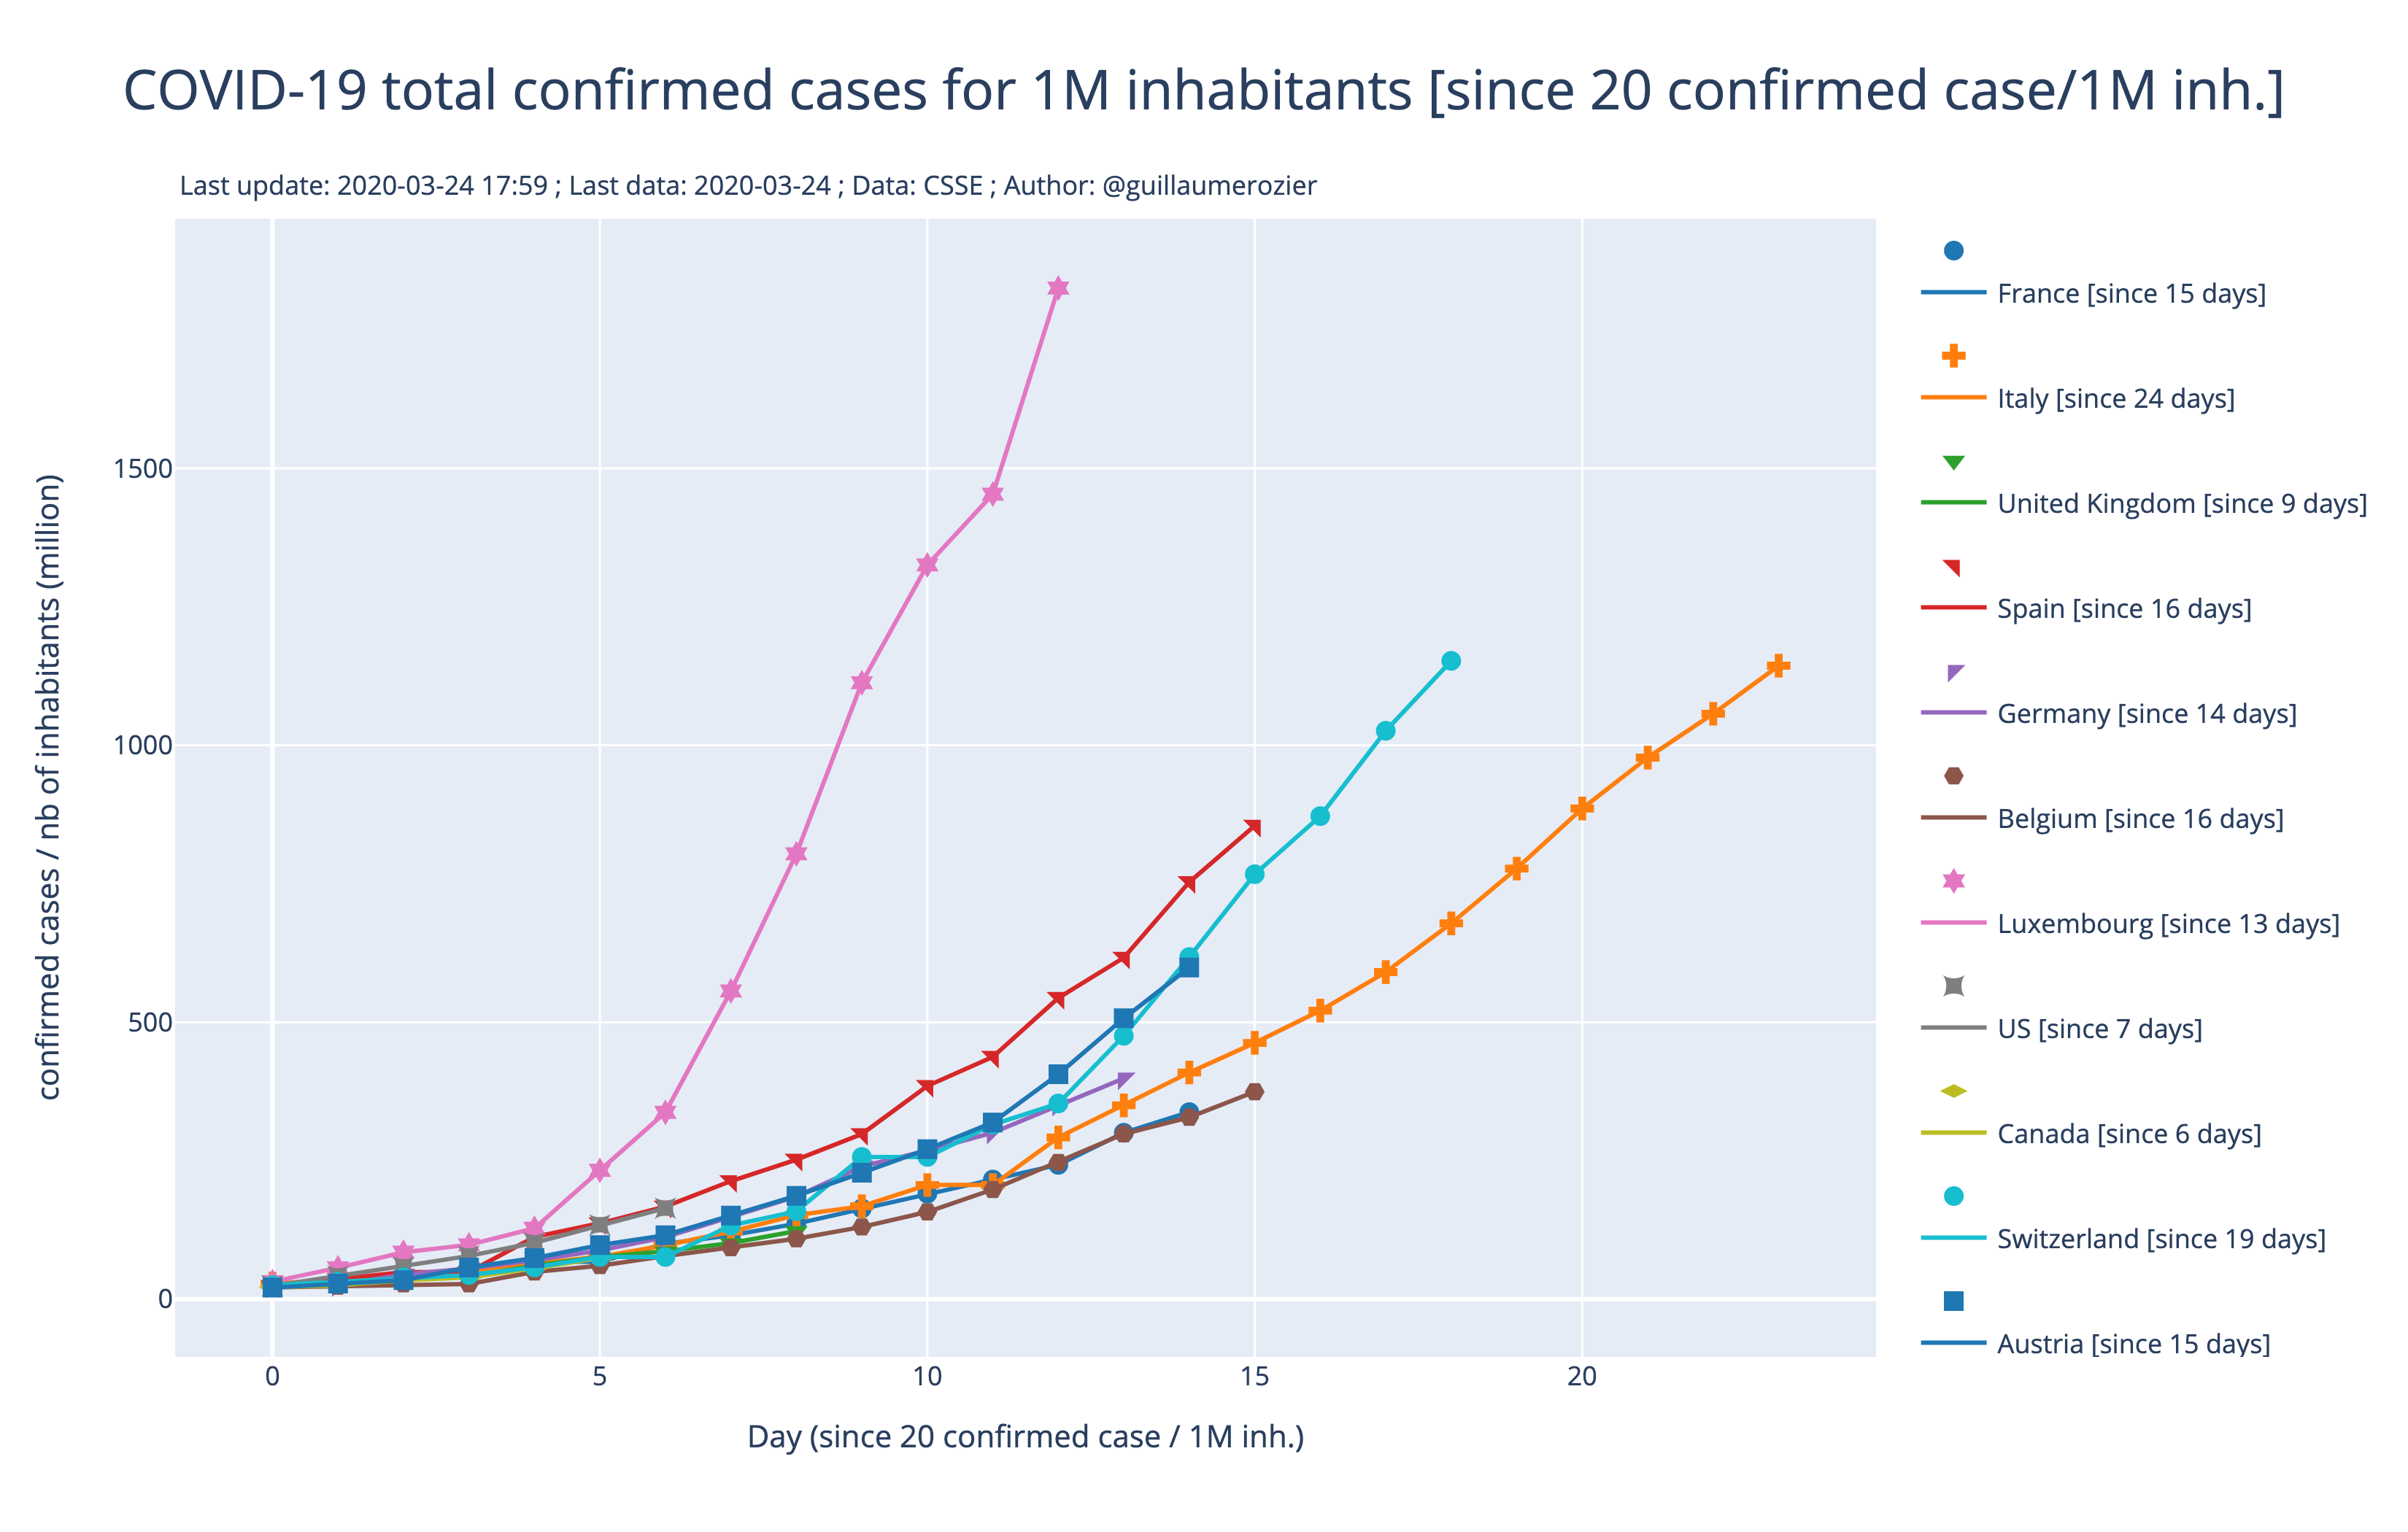 COVID-19 total confirmed cases for 1M inhabitants [since 20 confirmed case/1M inh.]
Last update: 2020-03-24 17:59 ; Last data: 2020-03-24 ; Data: CSSE ; Author: @guillaumerozier
confirmed cases / nb of inhabitants (million)
1500
1000
500
0
0
5
10
15
20
Day (since 20 confirmed case / 1M inh.)
France [since 15 days]
Italy [since 24 days]
United Kingdom [since 9 days]
Spain [since 16 days]
Germany [since 14 days]
Belgium [since 16 days]
Luxembourg [since 13 days]
US [since 7 days]
Canada [since 6 days]
Switzerland [since 19 days]
Austria [since 15 days]